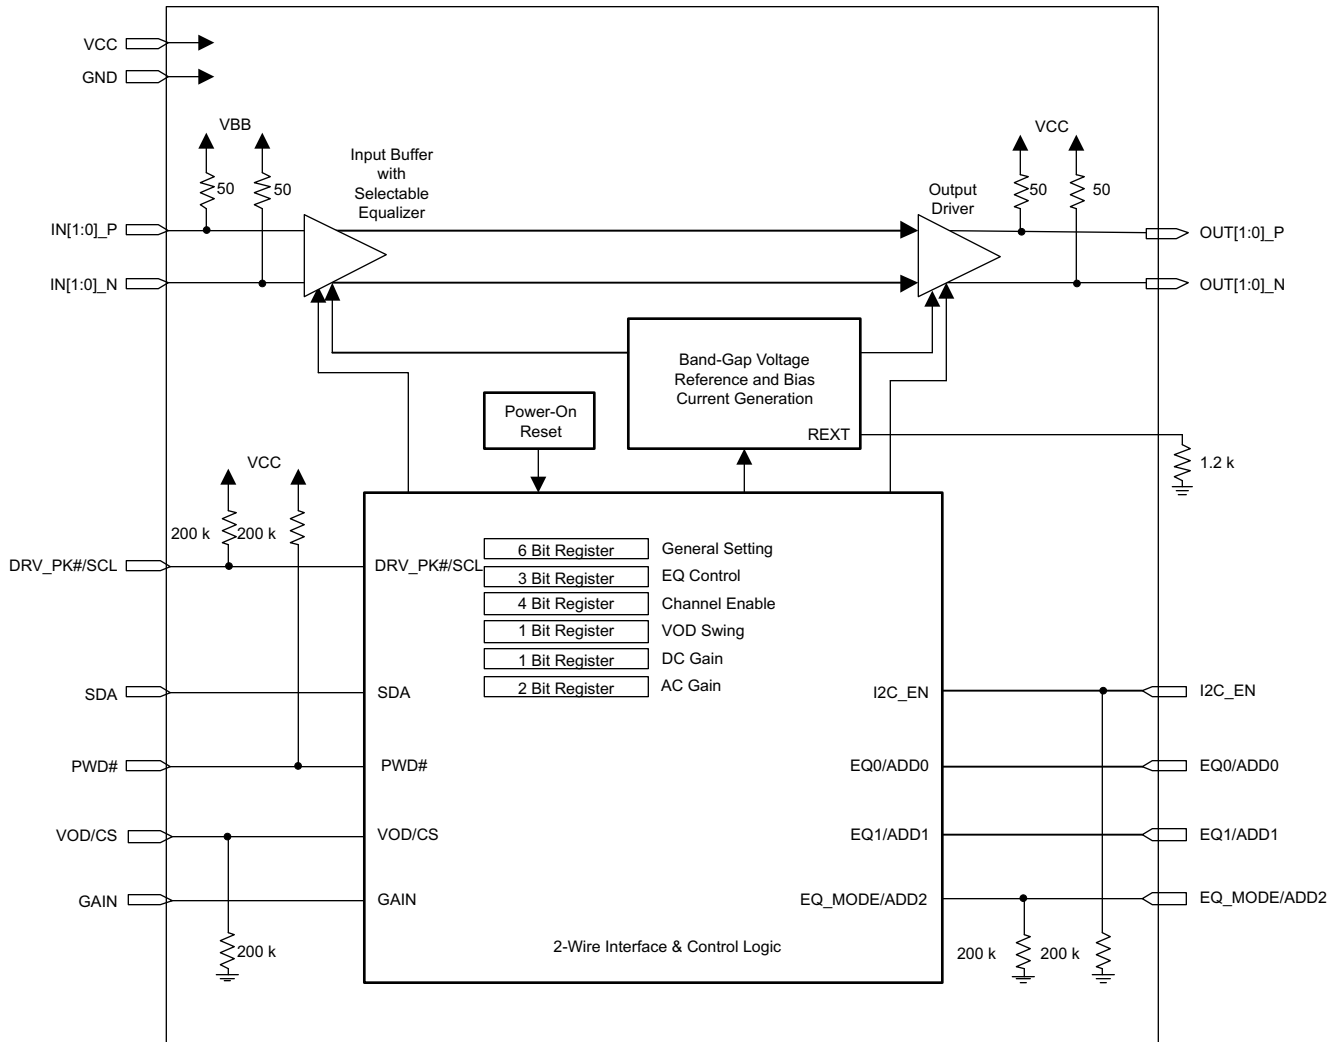 VCC
GND
VBB
50
50
Input Buffer
with
Selectable
Equalizer
VCC
50
50
Output
Driver
IN[1:0]_P
IN[1:0]_N
OUT[1:0]_P
OUT[1:0]_N
Band-Gap Voltage
Reference and Bias
Current Generation
REXT
1.2 k
Power-On
Reset
VCC
200 k
200 k
DRV_PK#/SCL
DRV_PK#/SCL
6 Bit Register
General Setting
3 Bit Register
EQ Control
4 Bit Register
Channel Enable
1 Bit Register
VOD Swing
1 Bit Register
DC Gain
2 Bit Register
AC Gain
SDA
SDA
I2C_EN
I2C_EN
PWD#
PWD#
EQ0/ADD0
EQ0/ADD0
VOD/CS
VOD/CS
EQ1/ADD1
EQ1/ADD1
GAIN
GAIN
EQ_MODE/ADD2
EQ_MODE/ADD2
200 k
2-Wire Interface & Control Logic
200 k
200 k